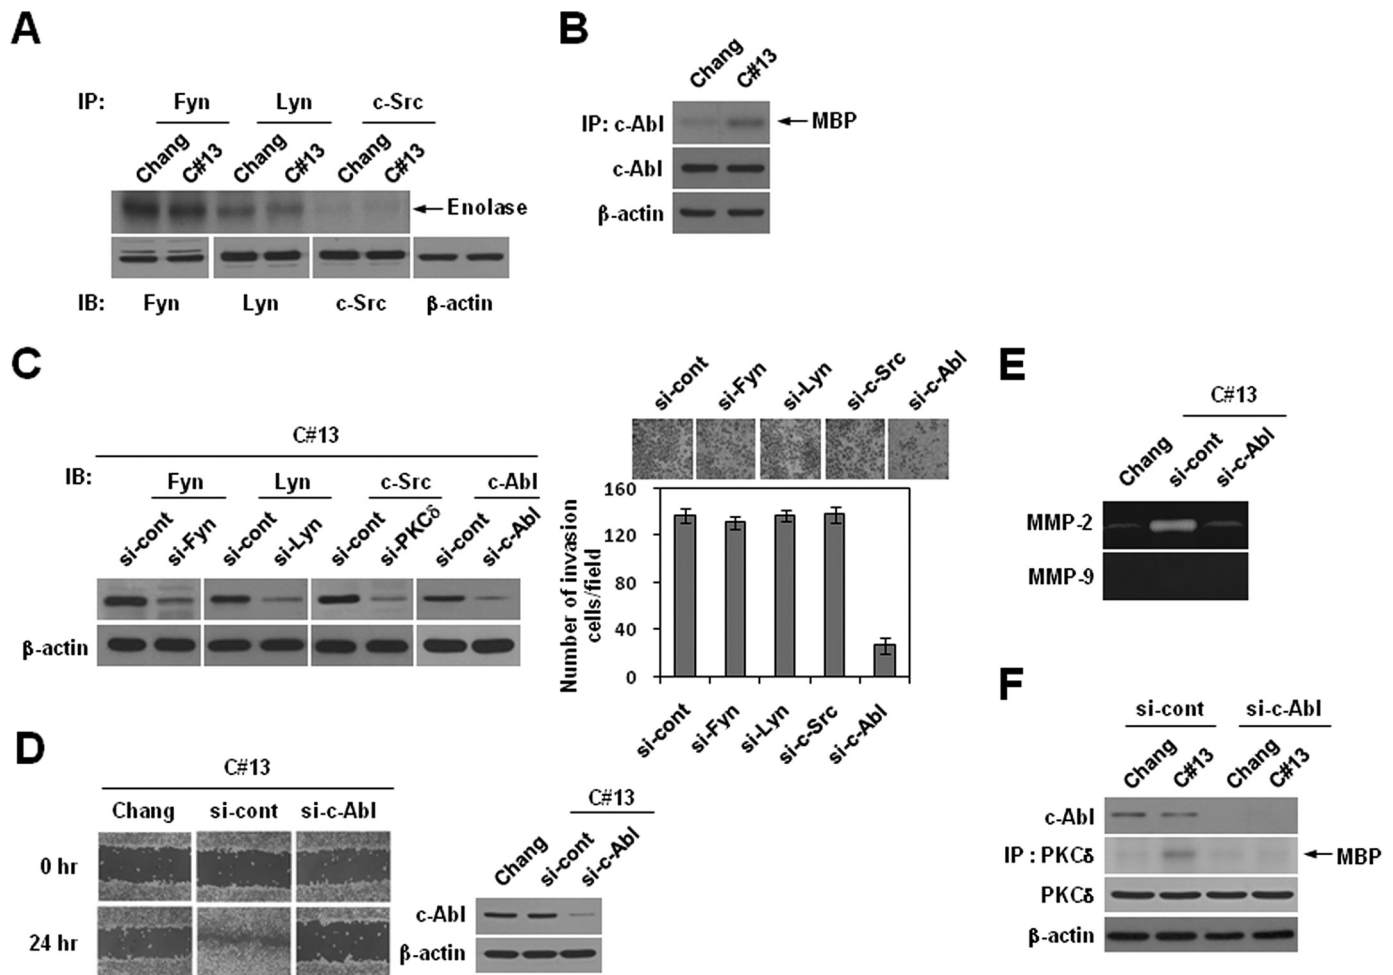 A
IP: Fyn Lyn c-Src
Chang C#13 Chang C#13 Chang C#13
Enolase
IB: Fyn Lyn c-Src β-actin
B
Chang C#13
IP: c-Abl MBP
c-Abl
β-actin
C
C#13
IB: Fyn Lyn c-Src c-Abl
si-cont si-Fyn si-cont si-Lyn si-cont si-PKCδ si-cont si-c-Abl
β-actin
si-cont si-Fyn si-Lyn si-c-Src si-c-Abl
Number of invasion
cells/field
160
120
80
40
0
si-cont si-Fyn si-Lyn si-c-Src si-c-Abl
D
C#13
Chang si-cont si-c-Abl
0 hr
24 hr
C#13
Chang si-cont si-c-Abl
c-Abl
β-actin
E
C#13
Chang si-cont si-c-Abl
MMP-2
MMP-9
F
si-cont si-c-Abl
Chang C#13 Chang C#13
c-Abl
IP : PKCδ MBP
PKCδ
β-actin